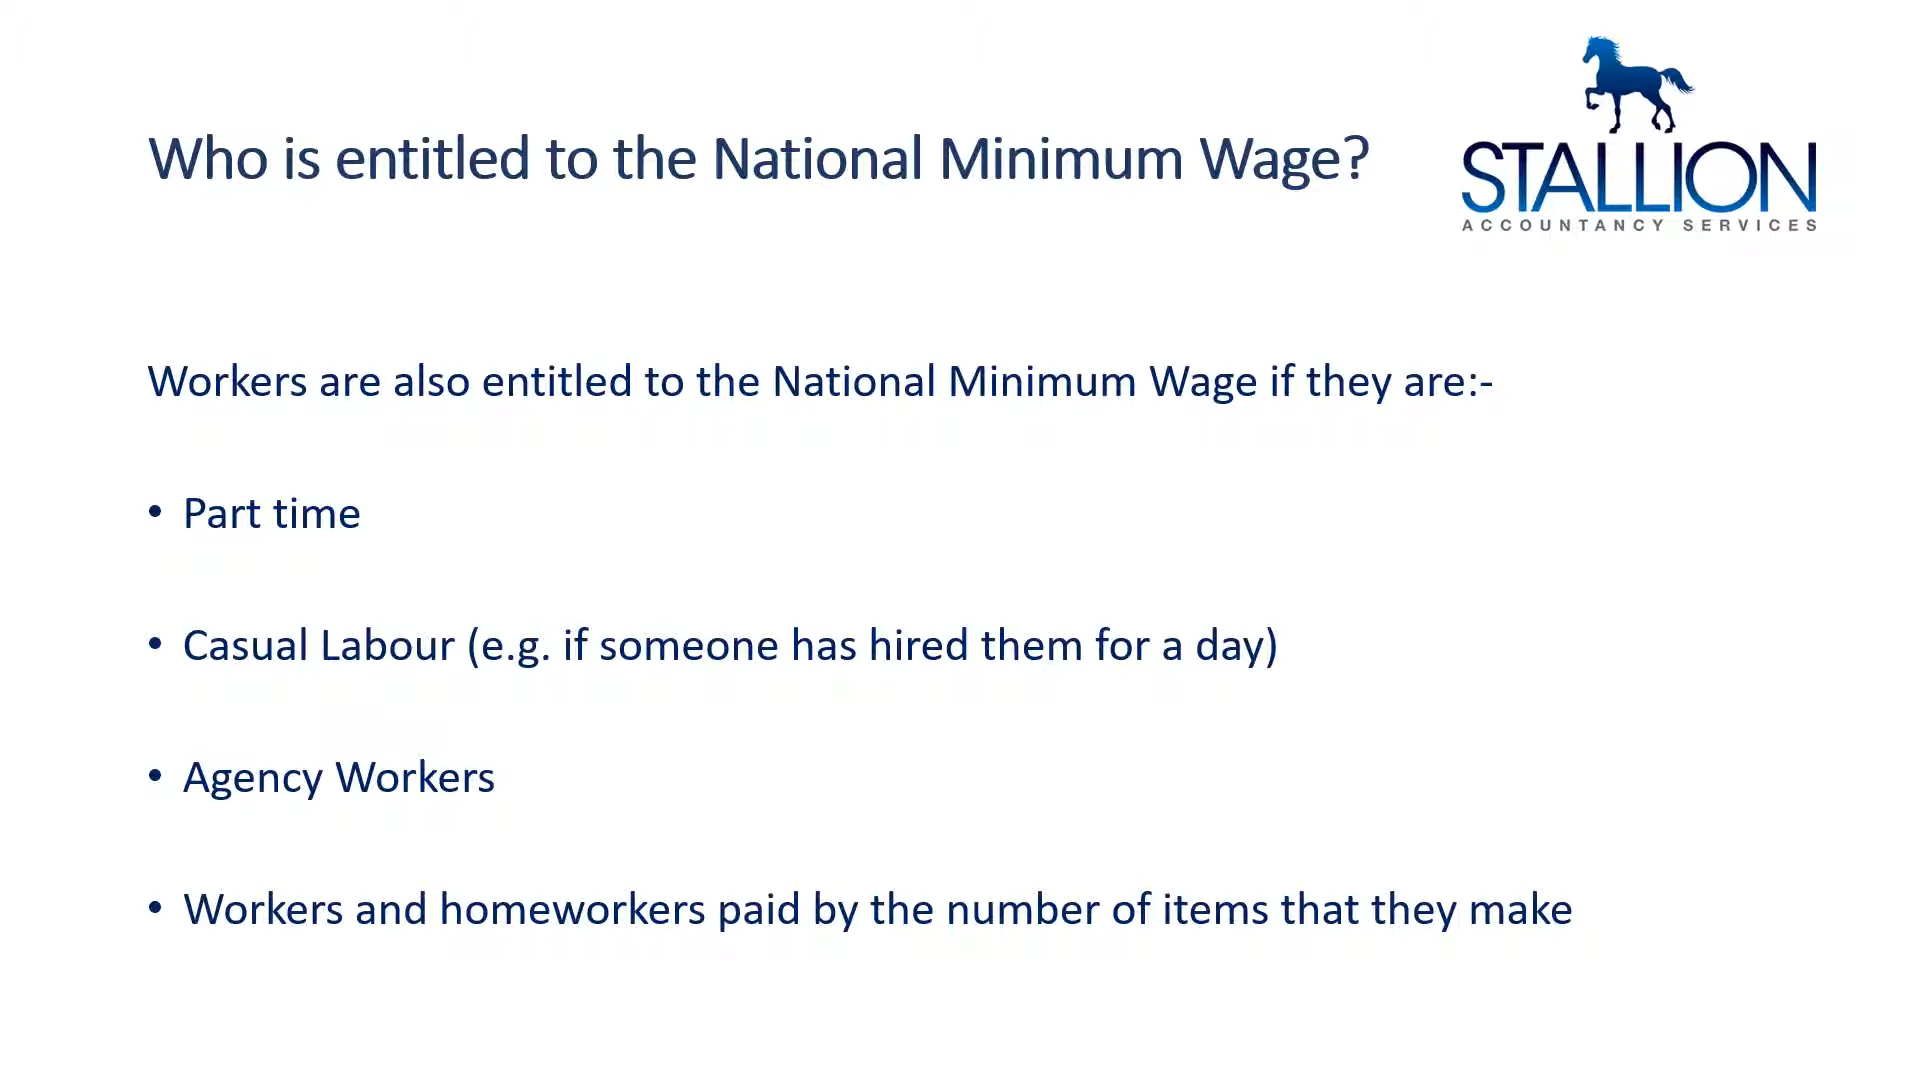 Who is entitled to the National Minimum Wage?
STALLION
ACCOUNTANCY SERVICES
Workers are also entitled to the National Minimum Wage if they are:-
• Part time
• Casual Labour (e.g. if someone has hired them for a day)
• Agency Workers
• Workers and homeworkers paid by the number of items that they make